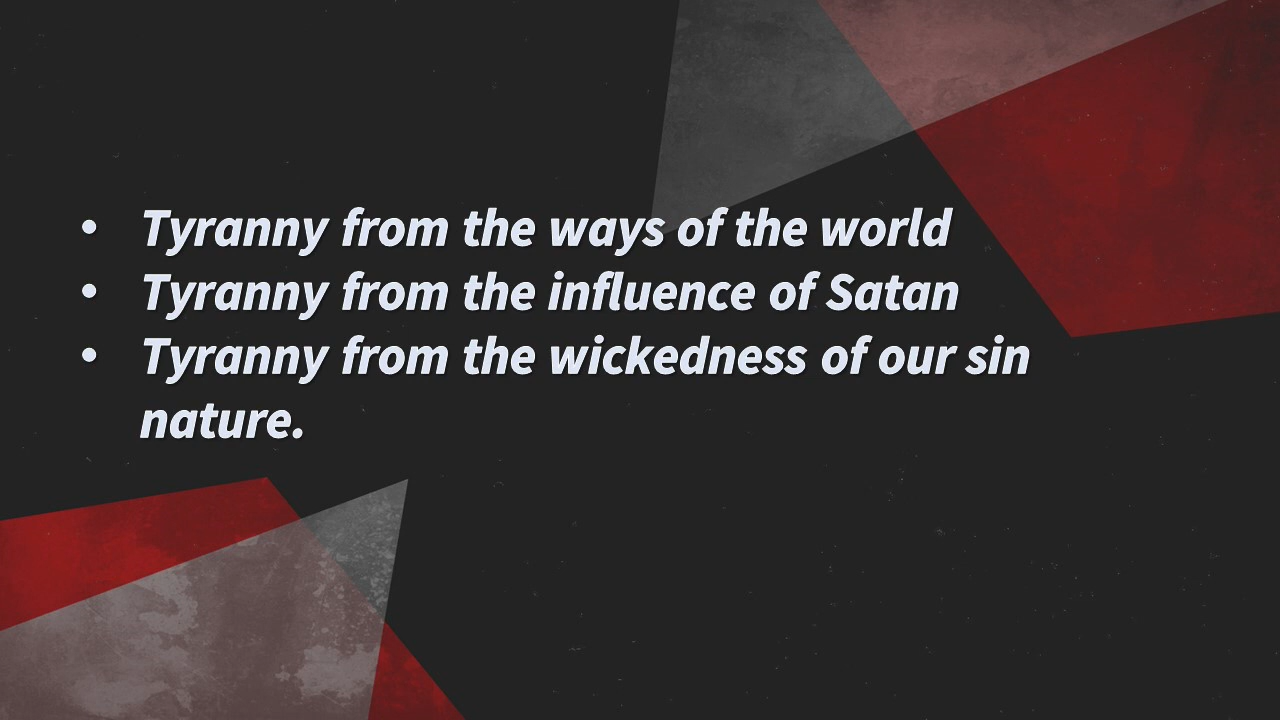 • Tyranny from the ways of the world
• Tyranny from the influence of Satan
• Tyranny from the wickedness of our sin
nature.